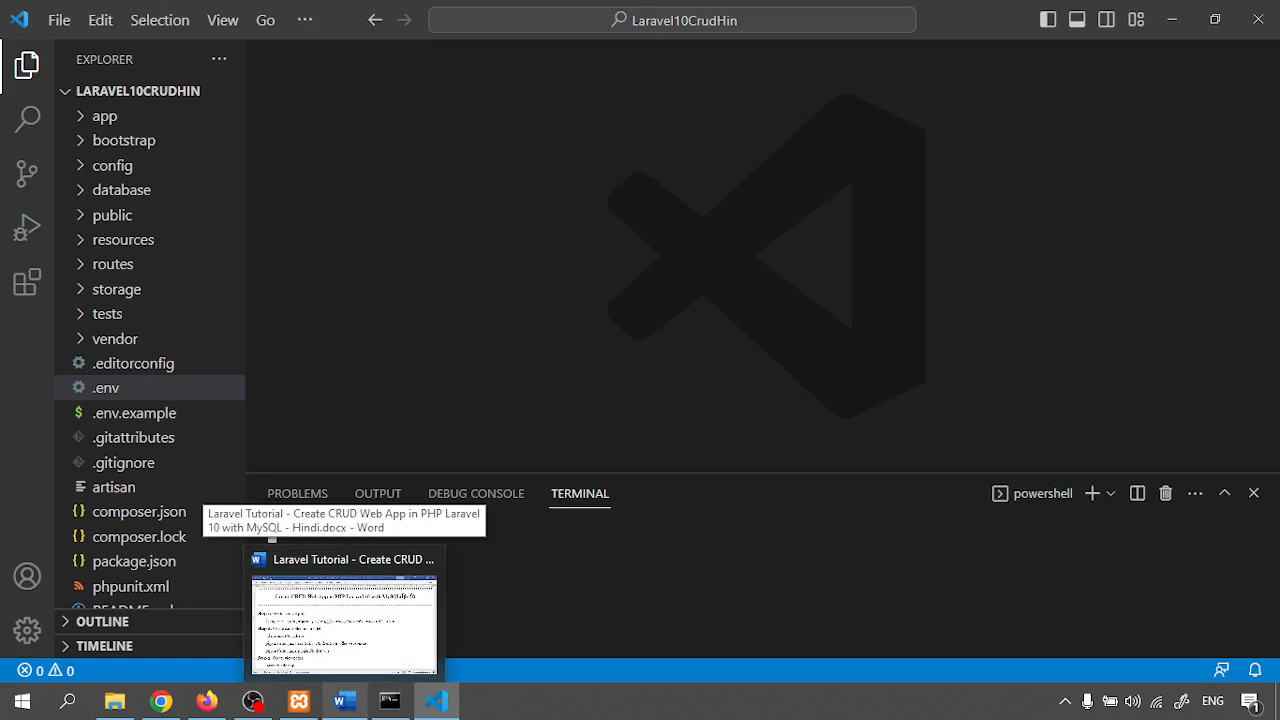 File Edit Selection View Go ··· Laravel10CrudHin
EXPLORER
LARAVEL10CRUDHIN
app
bootstrap
config
database
public
resources
routes
storage
tests
vendor
.editorconfig
.env
.env.example
.gitattributes
.gitignore
artisan
composer.json
composer.lock
package.json
OUTLINE
TIMELINE
PROBLEMS OUTPUT DEBUG CONSOLE TERMINAL
powershell
Laravel Tutorial - Create CRUD Web App in PHP Laravel
10 with MySQL - Hindi.docx - Word
Laravel Tutorial - Create CRUD ...
0 0
ENG
1